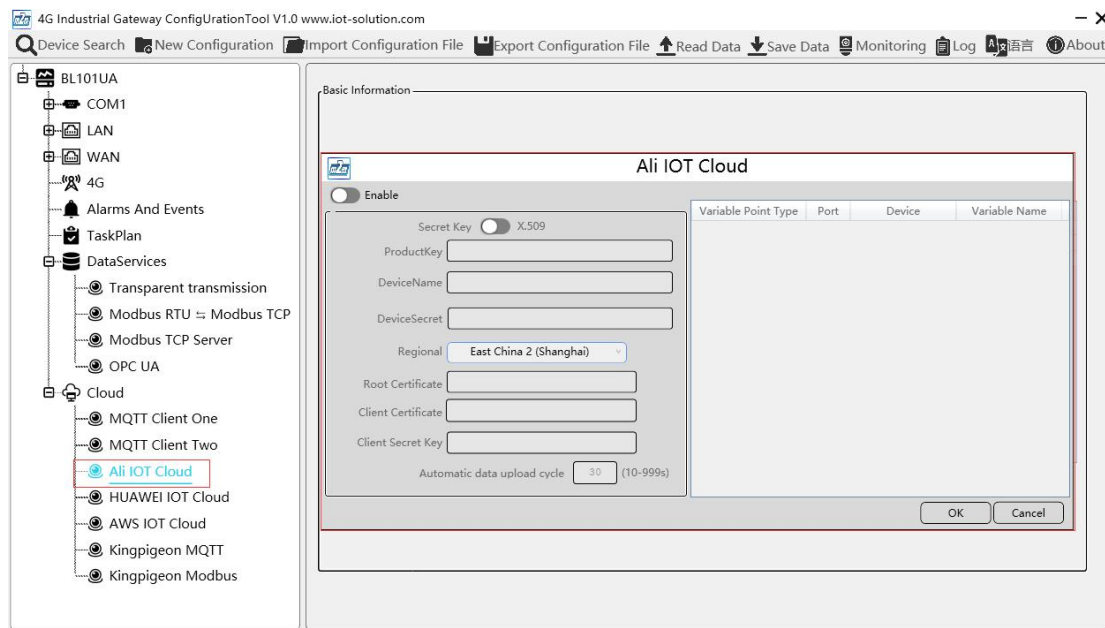 4G Industrial Gateway ConfigUrationTool V1.0 www.iot-solution.com
Device Search New Configuration Import Configuration File Export Configuration File Read Data Save Data Monitoring Log 语言 About
BL101UA
COM1
LAN
WAN
4G
Alarms And Events
TaskPlan
DataServices
Transparent transmission
Modbus RTU ⇆ Modbus TCP
Modbus TCP Server
OPC UA
Cloud
MQTT Client One
MQTT Client Two
Ali IOT Cloud
HUAWEI IOT Cloud
AWS IOT Cloud
Kingpigeon MQTT
Kingpigeon Modbus
Basic Information
Ali IOT Cloud
Enable
Secret Key X.509
ProductKey
DeviceName
DeviceSecret
Regional East China 2 (Shanghai)
Root Certificate
Client Certificate
Client Secret Key
Automatic data upload cycle 30 (10-999s)
Variable Point Type Port Device Variable Name
OK Cancel